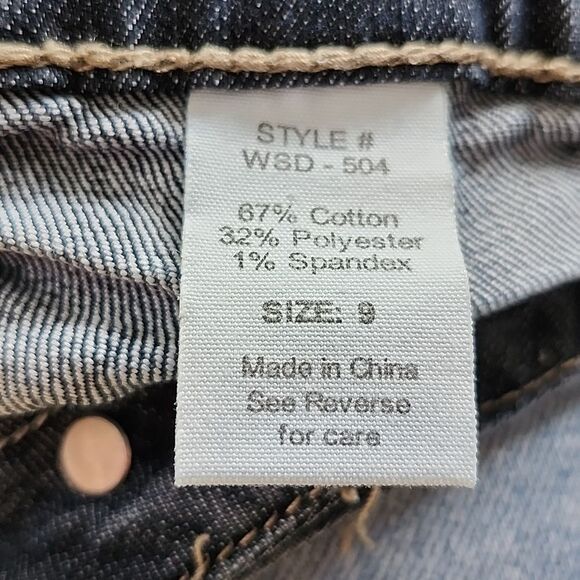 STYLE #
WSD - 504
67% Cotton
32% Polyester
1% Spandex
SIZE: 9
Made in China
See Reverse
for care